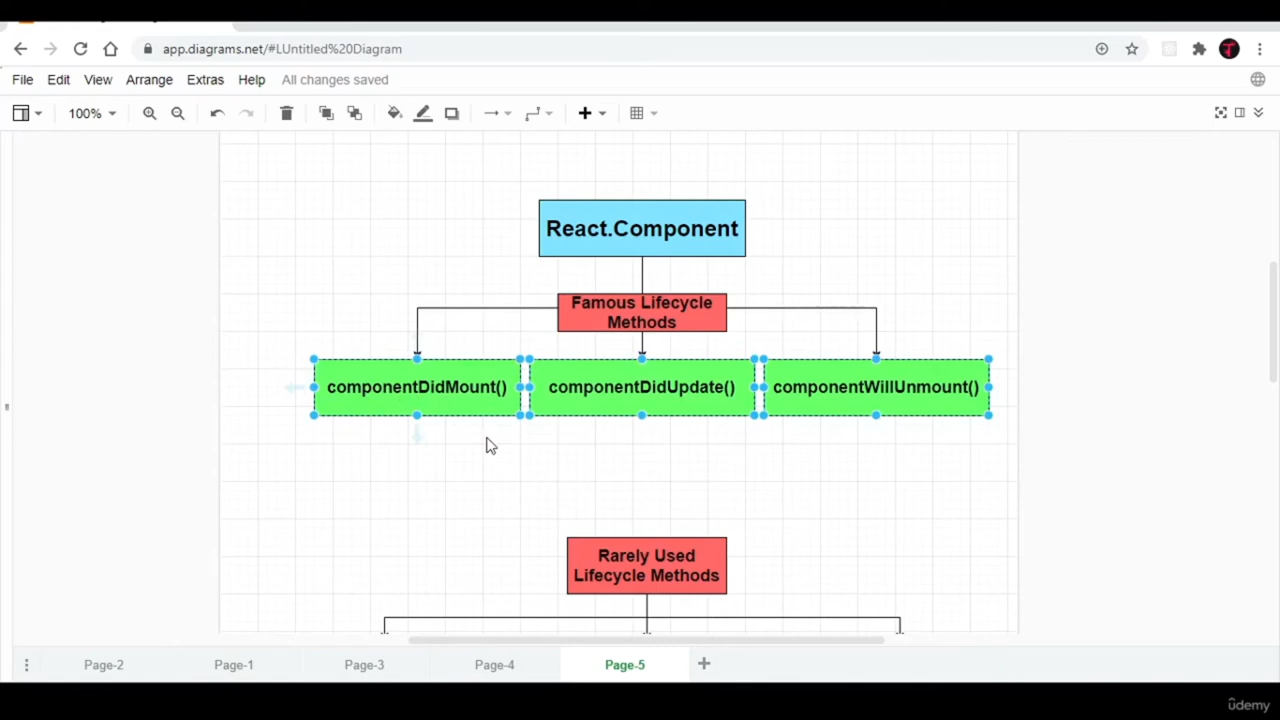 app.diagrams.net/#LUntitled%20Diagram
File Edit View Arrange Extras Help All changes saved
100%
React.Component
Famous Lifecycle
Methods
componentDidMount() componentDidUpdate() componentWillUnmount()
Rarely Used
Lifecycle Methods
Page-2 Page-1 Page-3 Page-4 Page-5
ûdemy